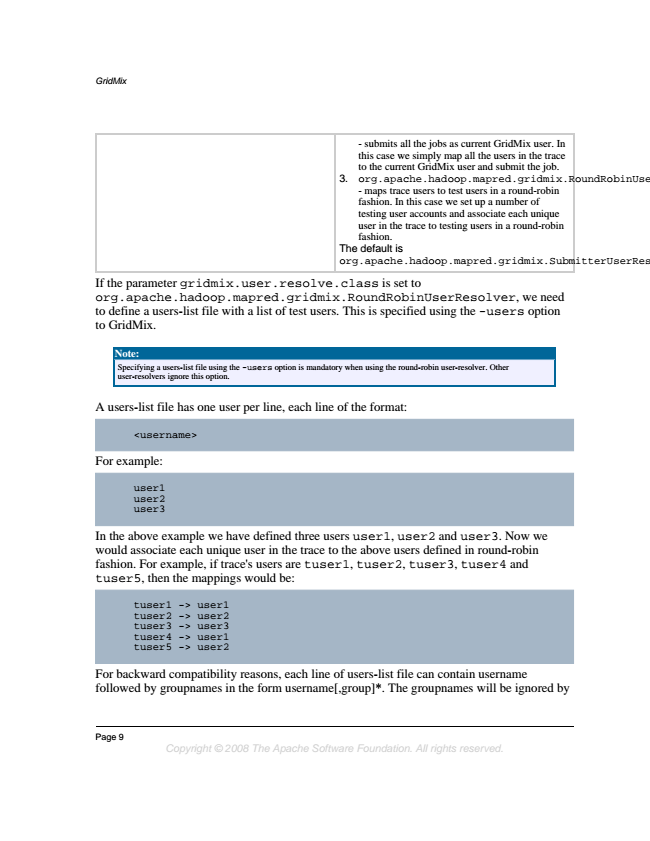 GridMix
- submits all the jobs as current GridMix user. In
this case we simply map all the users in the trace
to the current GridMix user and submit the job.
3. org.apache.hadoop.mapred.gridmix.RoundRobinUse
- maps trace users to test users in a round-robin
fashion. In this case we set up a number of
testing user accounts and associate each unique
user in the trace to testing users in a round-robin
fashion.
The default is
org.apache.hadoop.mapred.gridmix.SubmitterUserRes
If the parameter gridmix.user.resolve.class is set to
org.apache.hadoop.mapred.gridmix.RoundRobinUserResolver, we need
to define a users-list file with a list of test users. This is specified using the -users option
to GridMix.
Note:
Specifying a users-list file using the -users option is mandatory when using the round-robin user-resolver. Other
user-resolvers ignore this option.
A users-list file has one user per line, each line of the format:
<username>
For example:
user1
user2
user3
In the above example we have defined three users user1, user2 and user3. Now we
would associate each unique user in the trace to the above users defined in round-robin
fashion. For example, if trace's users are tuser1, tuser2, tuser3, tuser4 and
tuser5, then the mappings would be:
tuser1 -> user1
tuser2 -> user2
tuser3 -> user3
tuser4 -> user1
tuser5 -> user2
For backward compatibility reasons, each line of users-list file can contain username
followed by groupnames in the form username[,group]*. The groupnames will be ignored by
Page 9
Copyright © 2008 The Apache Software Foundation. All rights reserved.